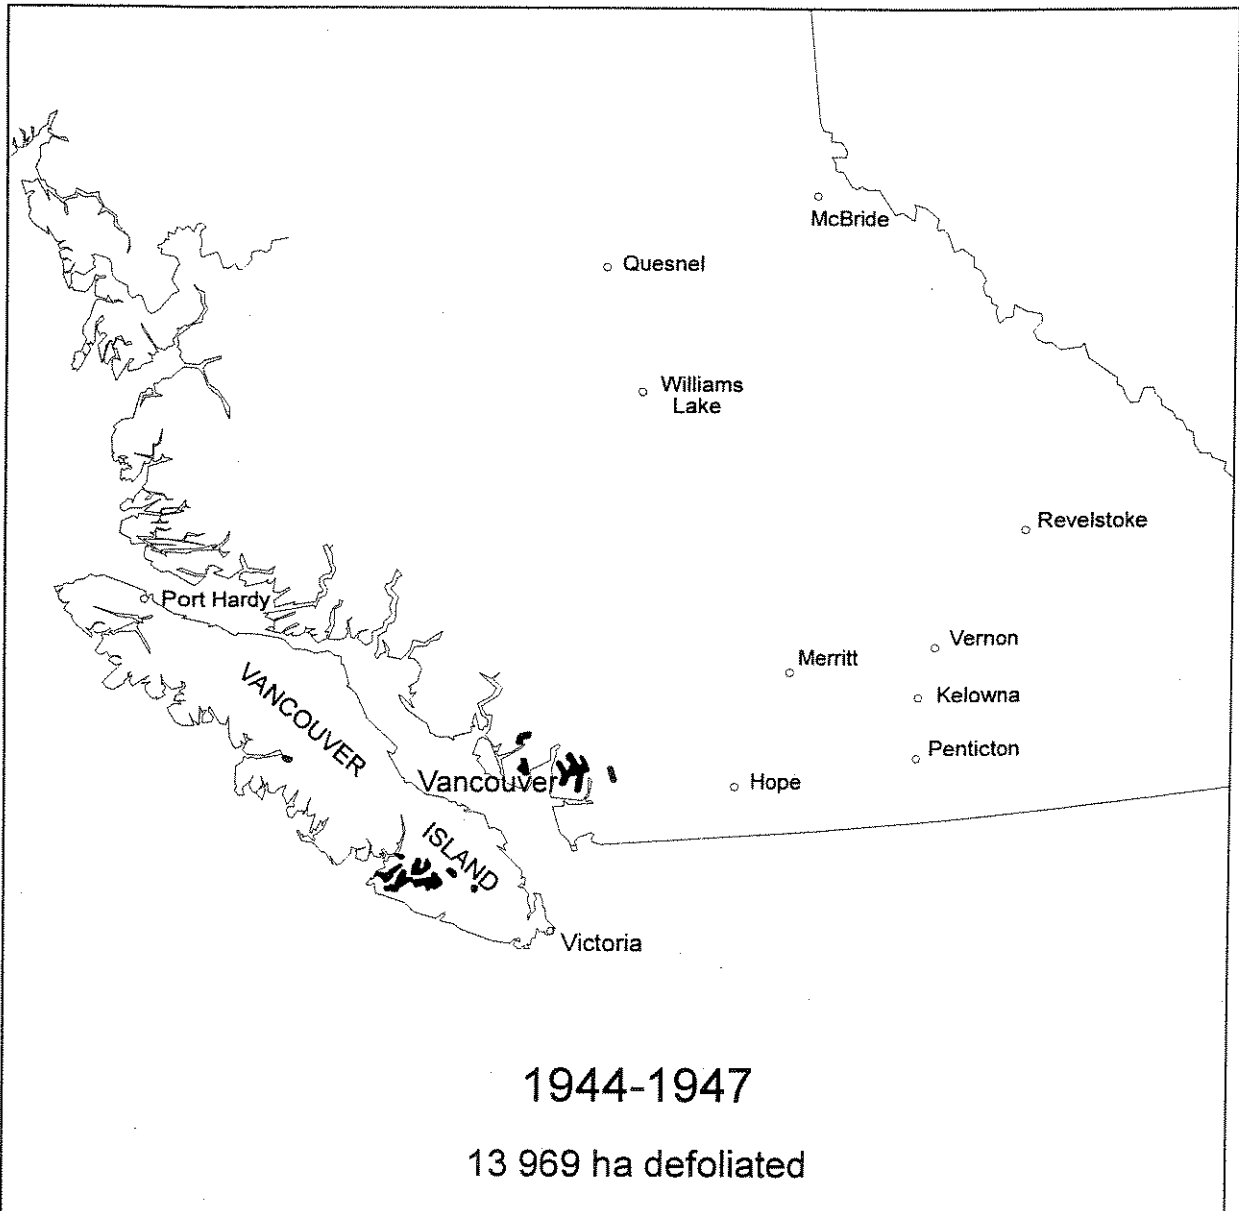 McBride
Quesnel
Williams
Lake
Revelstoke
Port Hardy
Vernon
Merritt
Kelowna
VANCOUVER
Penticton
Vancouver
Hope
ISLAND
Victoria
1944-1947
13 969 ha defoliated